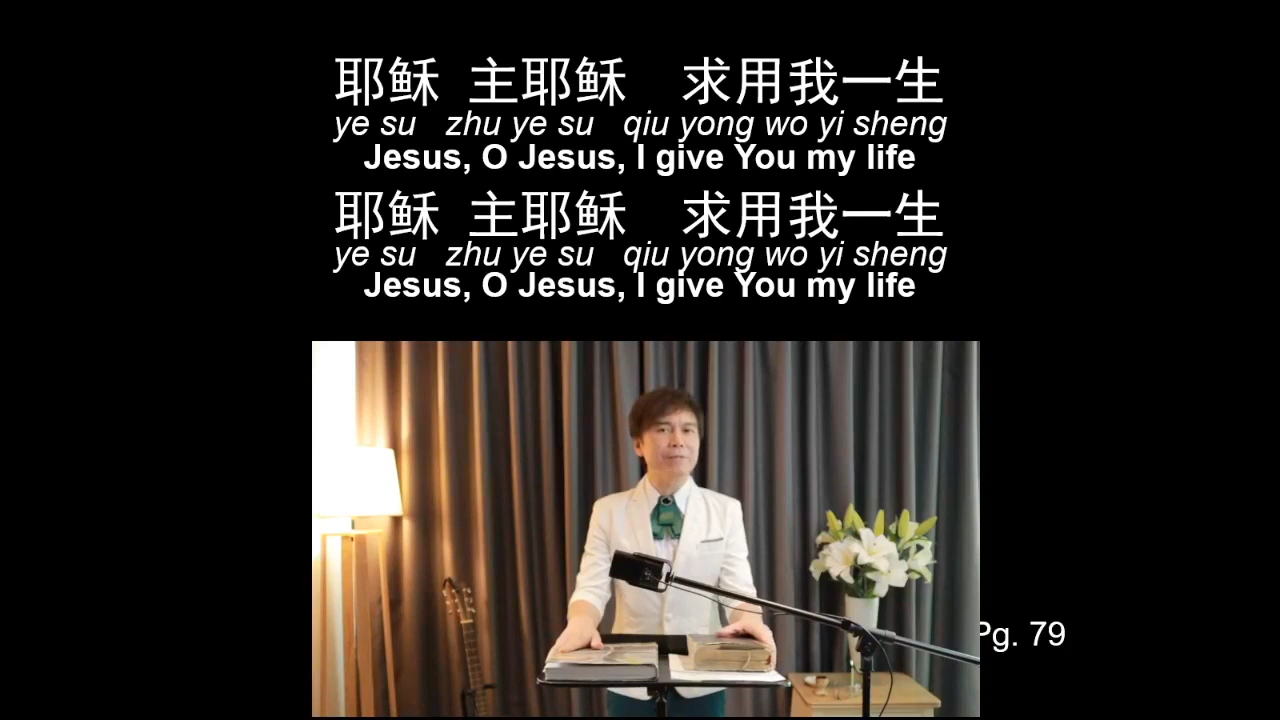 耶稣 主耶稣 求用我一生
ye su zhu ye su qiu yong wo yi sheng
Jesus, O Jesus, I give You my life
耶稣 主耶稣 求用我一生
ye su zhu ye su qiu yong wo yi sheng
Jesus, O Jesus, I give You my life
Pg. 79